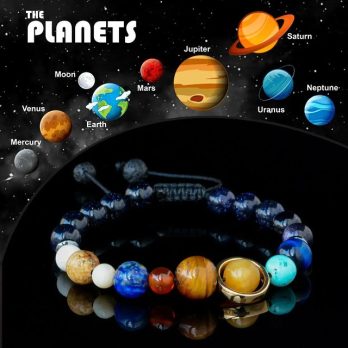 THE
PLANETS
Saturn
Jupiter
Moon
Mars
Neptune
Venus
Earth
Uranus
Mercury